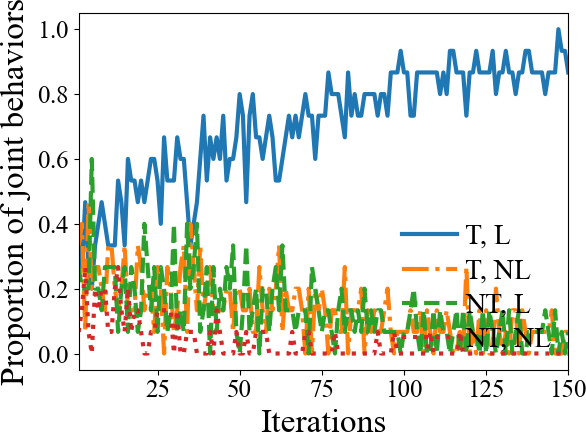 Proportion of joint behaviors
1.0
0.8
0.6
0.4
0.2
0.0
T, L
T, NL
NT, L
NT, NL
25 50 75 100 125 150
Iterations